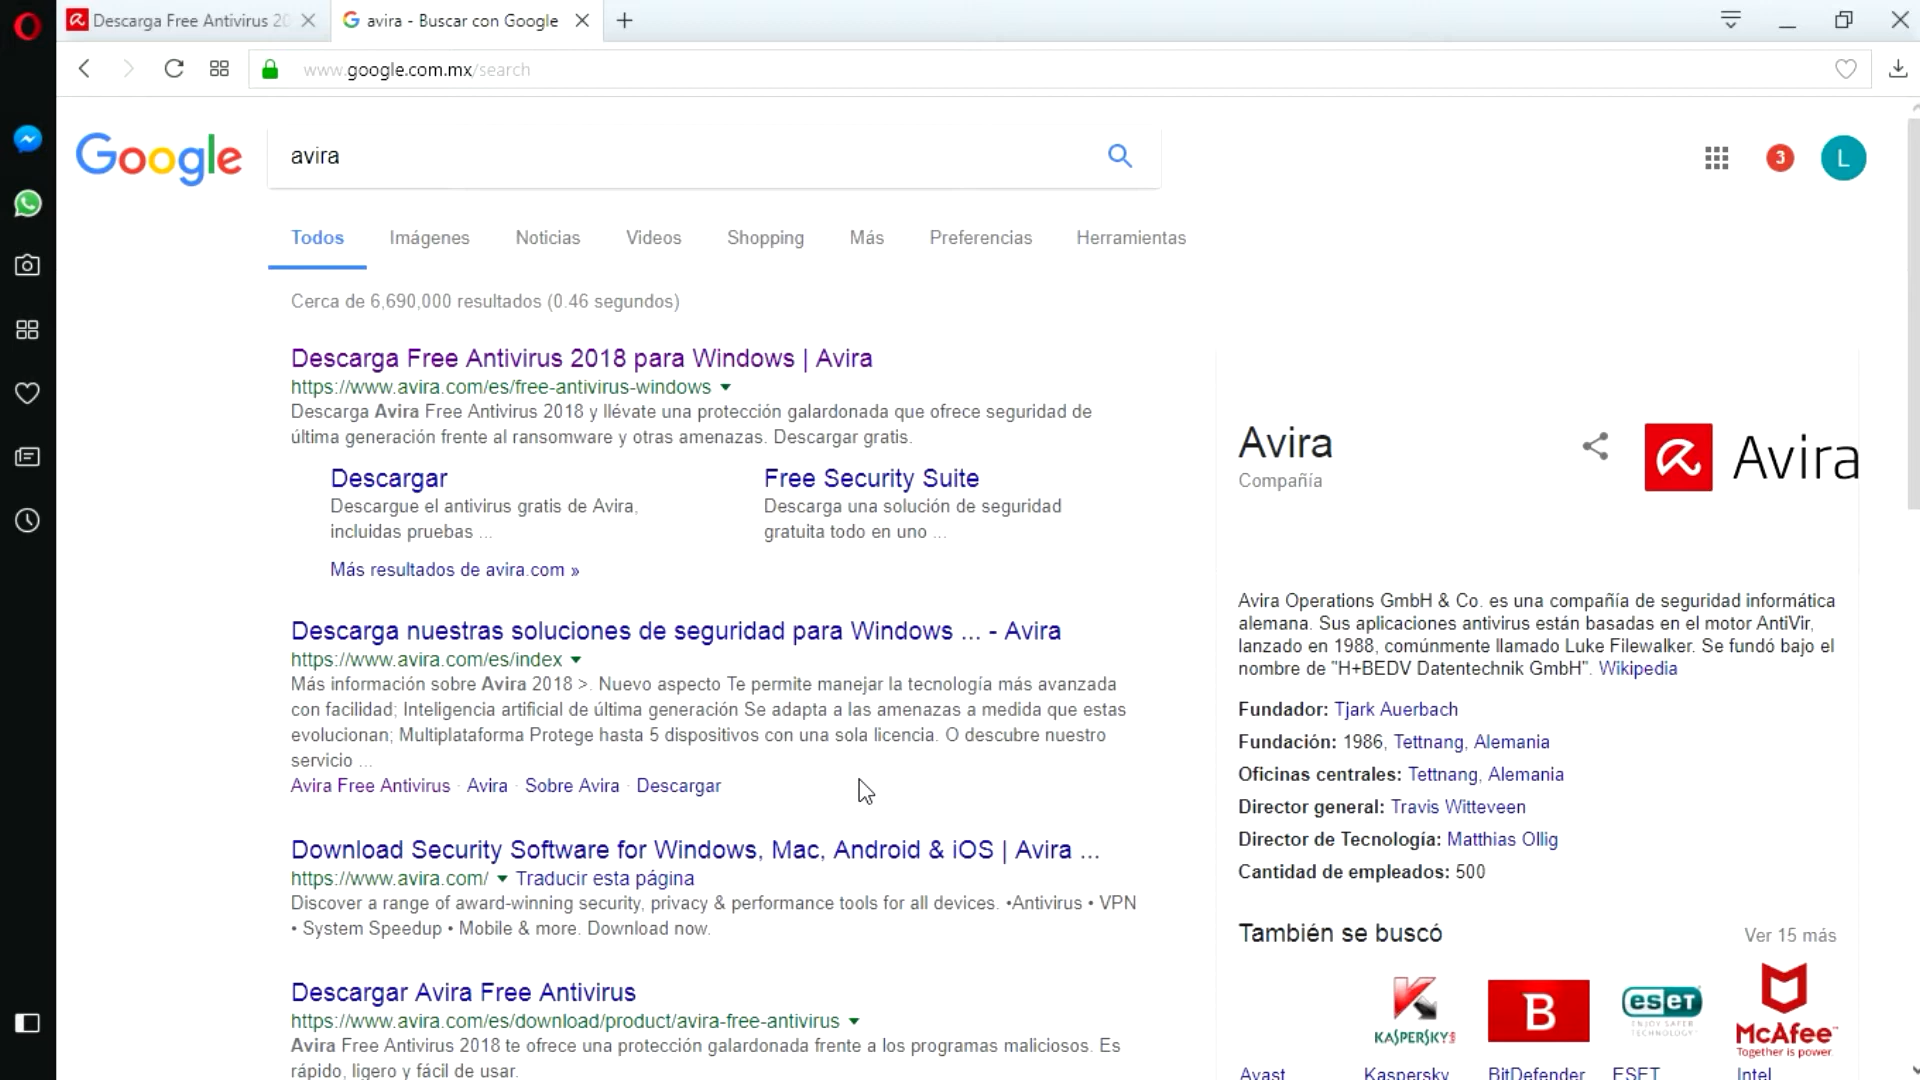 Descarga Free Antivirus 20
avira - Buscar con Google
www.google.com.mx/search
Google
avira
3
L
Todos
Imágenes
Noticias
Videos
Shopping
Más
Preferencias
Herramientas
Cerca de 6,690,000 resultados (0.46 segundos)
Descarga Free Antivirus 2018 para Windows | Avira
https://www.avira.com/es/free-antivirus-windows
Descarga Avira Free Antivirus 2018 y llévate una protección galardonada que ofrece seguridad de
última generación frente al ransomware y otras amenazas. Descargar gratis.
Descargar
Descargue el antivirus gratis de Avira,
incluidas pruebas ...
Free Security Suite
Descarga una solución de seguridad
gratuita todo en uno ...
Más resultados de avira.com »
Descarga nuestras soluciones de seguridad para Windows ... - Avira
https://www.avira.com/es/index
Más información sobre Avira 2018 >. Nuevo aspecto Te permite manejar la tecnología más avanzada
con facilidad; Inteligencia artificial de última generación Se adapta a las amenazas a medida que estas
evolucionan; Multiplataforma Protege hasta 5 dispositivos con una sola licencia. O descubre nuestro
servicio ...
Avira Free Antivirus · Avira · Sobre Avira · Descargar
Download Security Software for Windows, Mac, Android & iOS | Avira ...
https://www.avira.com/ Traducir esta página
Discover a range of award-winning security, privacy & performance tools for all devices. •Antivirus • VPN
• System Speedup • Mobile & more. Download now.
Descargar Avira Free Antivirus
https://www.avira.com/es/download/product/avira-free-antivirus
Avira Free Antivirus 2018 te ofrece una protección galardonada frente a los programas maliciosos. Es
rápido, ligero y fácil de usar.
Avira
Compañía
Avira
Avira Operations GmbH & Co. es una compañía de seguridad informática
alemana. Sus aplicaciones antivirus están basadas en el motor AntiVir,
lanzado en 1988, comúnmente llamado Luke Filewalker. Se fundó bajo el
nombre de "H+BEDV Datentechnik GmbH". Wikipedia
Fundador: Tjark Auerbach
Fundación: 1986, Tettnang, Alemania
Oficinas centrales: Tettnang, Alemania
Director general: Travis Witteveen
Director de Tecnología: Matthias Ollig
Cantidad de empleados: 500
También se buscó
Ver 15 más
KASPERSKY
B
eseT
ENJOY SAFER
TECHNOLOGY
McAfee
Together is power.
Avast
Kaspersky
BitDefender
ESET
Intel